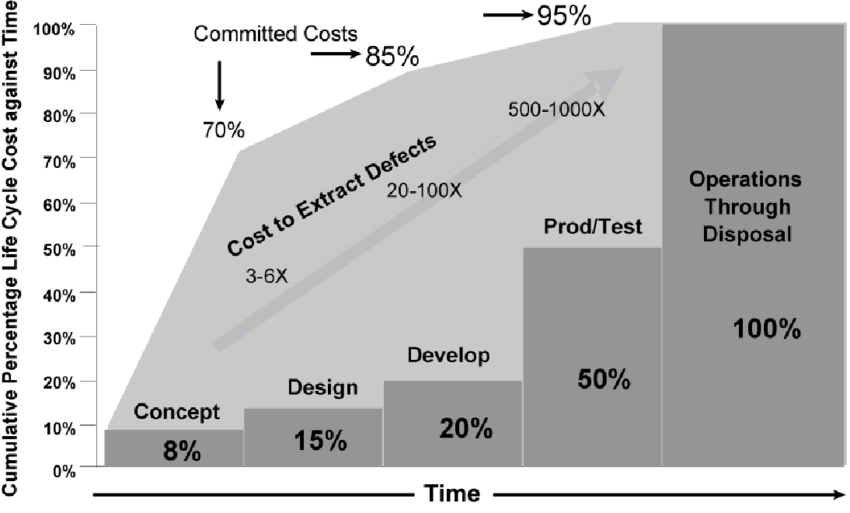 Cumulative Percentage Life Cycle Cost against Time
100%
90%
80%
70%
60%
50%
40%
30%
20%
10%
0%
Committed Costs
70%
85%
95%
Cost to Extract Defects
3-6X
20-100X
500-1000X
Concept
8%
Design
15%
Develop
20%
Prod/Test
50%
Operations
Through
Disposal
100%
Time